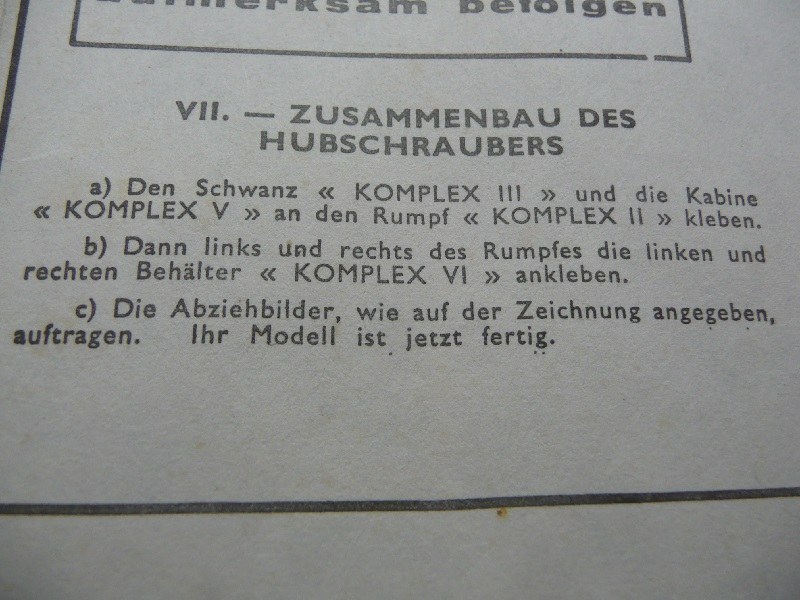 aufmerksam befolgen
VII. — ZUSAMMENBAU DES
HUBSCHRAUBERS
a) Den Schwanz « KOMPLEX III » und die Kabine
« KOMPLEX V » an den Rumpf « KOMPLEX II » kleben.
b) Dann links und rechts des Rumpfes die linken und
rechten Behälter « KOMPLEX VI » ankleben.
c) Die Abziehbilder, wie auf der Zeichnung angegeben,
auftragen. Ihr Modell ist jetzt fertig.